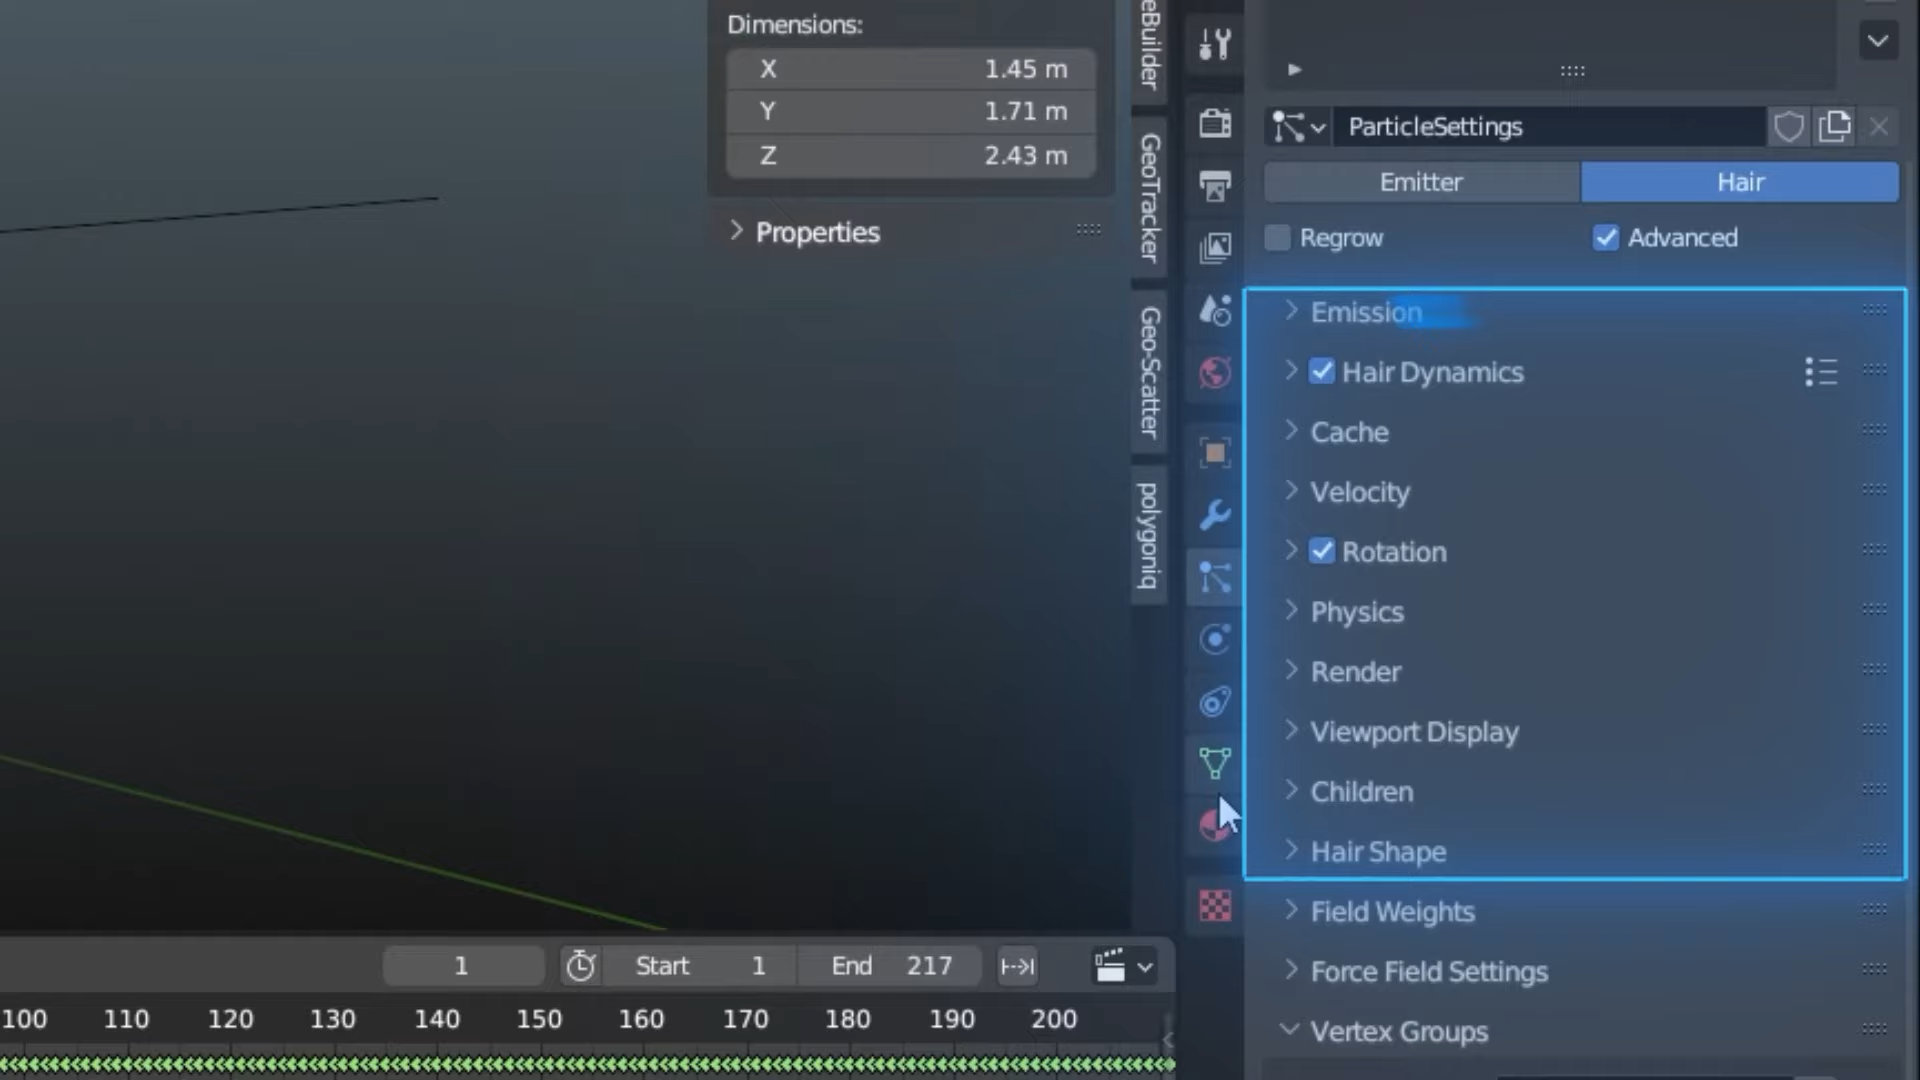 Dimensions:
X 1.45 m
Y 1.71 m
Z 2.43 m
Properties
eBuilder
GeoTracker
Geo-Scatter
polygoniq
ParticleSettings
Emitter Hair
Regrow Advanced
Emission
Hair Dynamics
Cache
Velocity
Rotation
Physics
Render
Viewport Display
Children
Hair Shape
Field Weights
Force Field Settings
Vertex Groups
1 Start 1 End 217
100 110 120 130 140 150 160 170 180 190 200